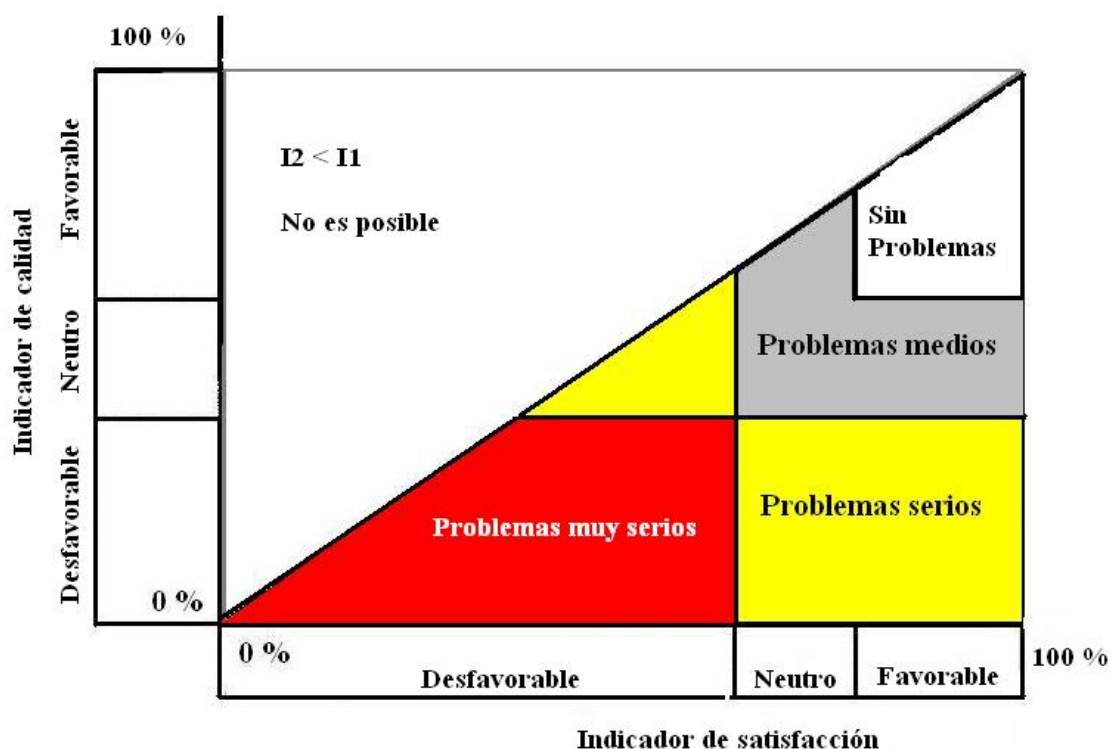 100 %
Favorable
I2 < I1
No es posible
Sin
Problemas
Indicador de calidad
Neutro
Problemas medios
Desfavorable
Problemas muy serios
Problemas serios
0 %
0 %
100 %
Desfavorable
Neutro
Favorable
Indicador de satisfacción